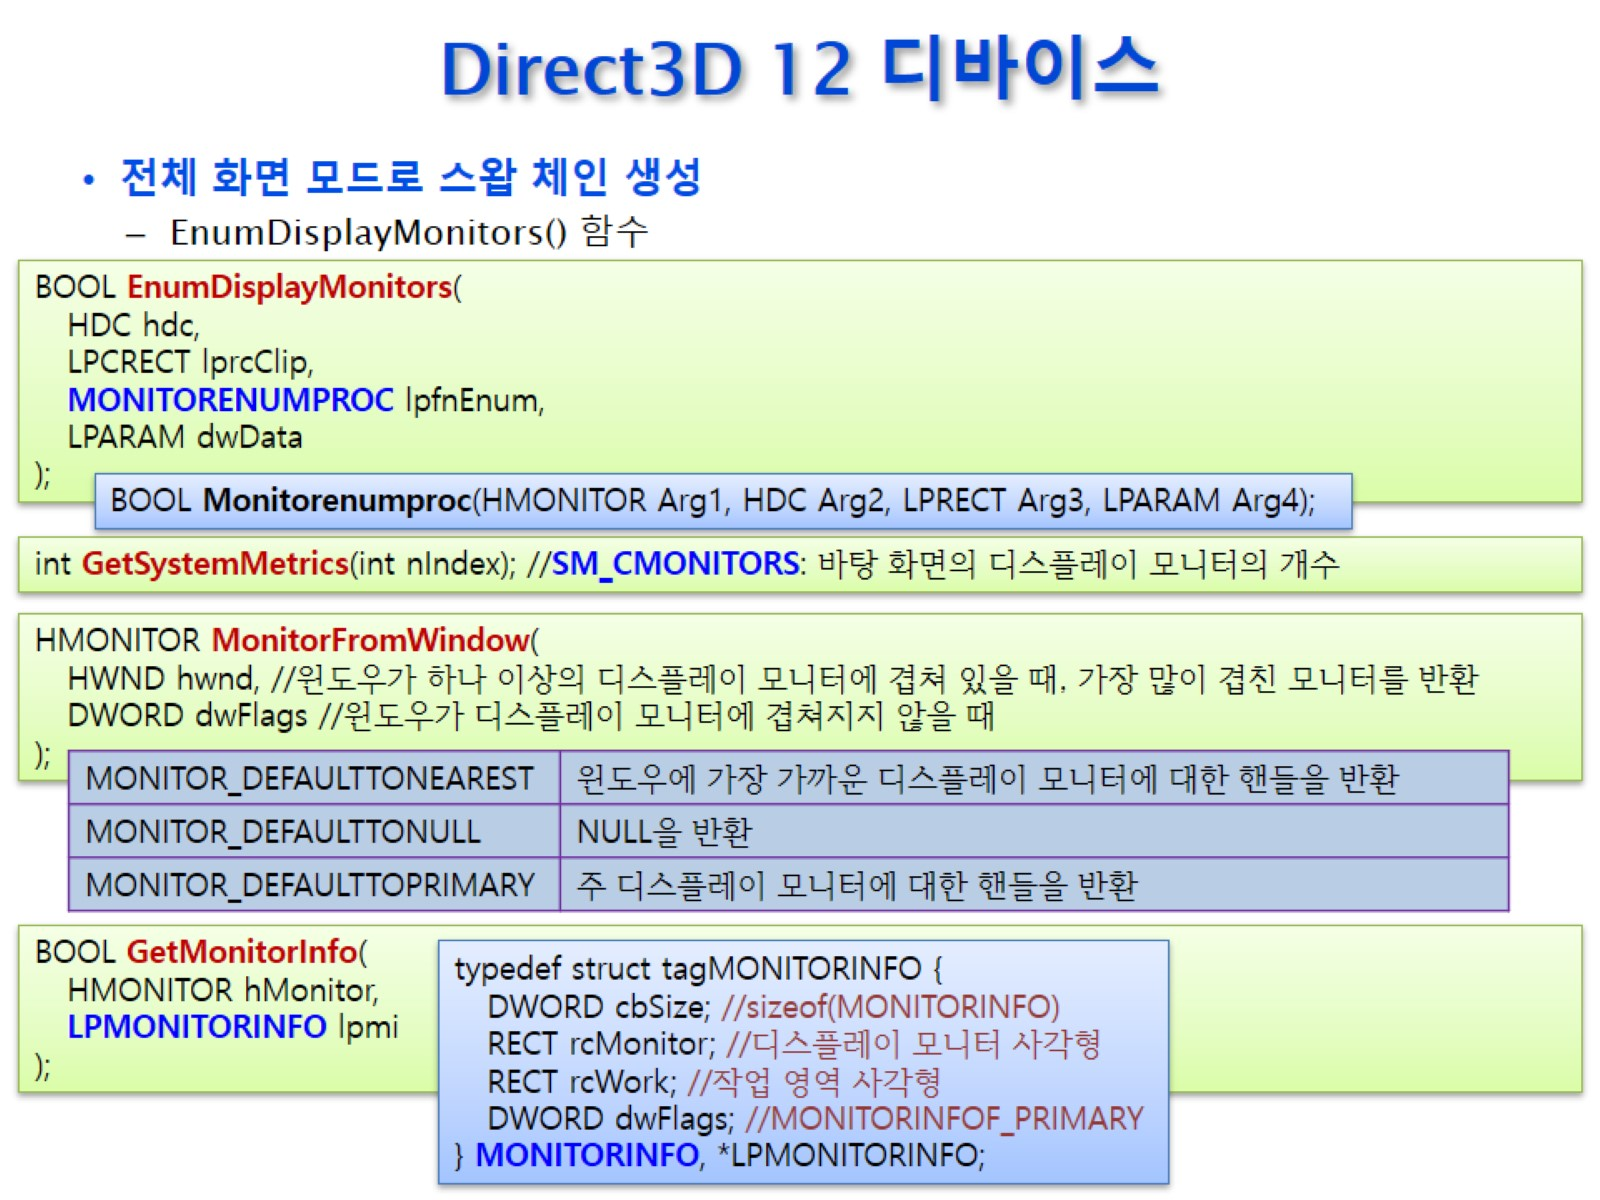 Direct3D 12 디바이스
• 전체 화면 모드로 스왑 체인 생성
– EnumDisplayMonitors() 함수
BOOL EnumDisplayMonitors(
HDC hdc,
LPCRECT lprcClip,
MONITORENUMPROC lpfnEnum,
LPARAM dwData
);
BOOL Monitorenumproc(HMONITOR Arg1, HDC Arg2, LPRECT Arg3, LPARAM Arg4);
int GetSystemMetrics(int nIndex); //SM_CMONITORS: 바탕 화면의 디스플레이 모니터의 개수
HMONITOR MonitorFromWindow(
HWND hwnd, //윈도우가 하나 이상의 디스플레이 모니터에 겹쳐 있을 때, 가장 많이 겹친 모니터를 반환
DWORD dwFlags //윈도우가 디스플레이 모니터에 겹쳐지지 않을 때
);
MONITOR_DEFAULTTONEAREST 윈도우에 가장 가까운 디스플레이 모니터에 대한 핸들을 반환
MONITOR_DEFAULTTONULL NULL을 반환
MONITOR_DEFAULTTOPRIMARY 주 디스플레이 모니터에 대한 핸들을 반환
BOOL GetMonitorInfo(
HMONITOR hMonitor,
LPMONITORINFO lpmi
);
typedef struct tagMONITORINFO {
DWORD cbSize; //sizeof(MONITORINFO)
RECT rcMonitor; //디스플레이 모니터 사각형
RECT rcWork; //작업 영역 사각형
DWORD dwFlags; //MONITORINFOF_PRIMARY
} MONITORINFO, *LPMONITORINFO;